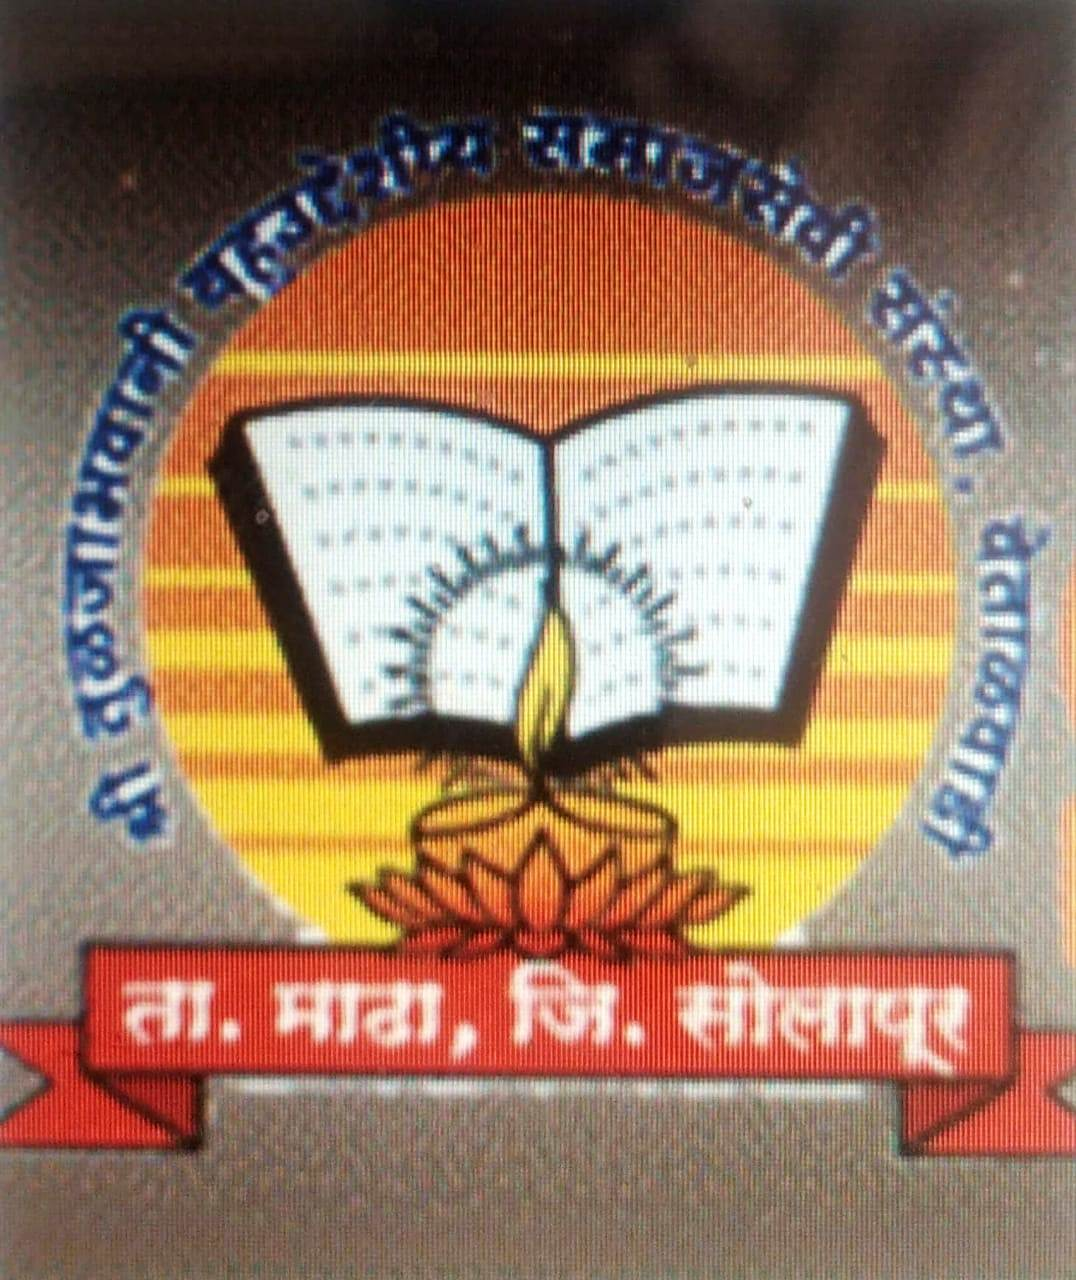 श्री तुळजाभवानी बहुउद्देशीय समाजसेवी संस्था,
ता. माढा, जि. सोलापूर